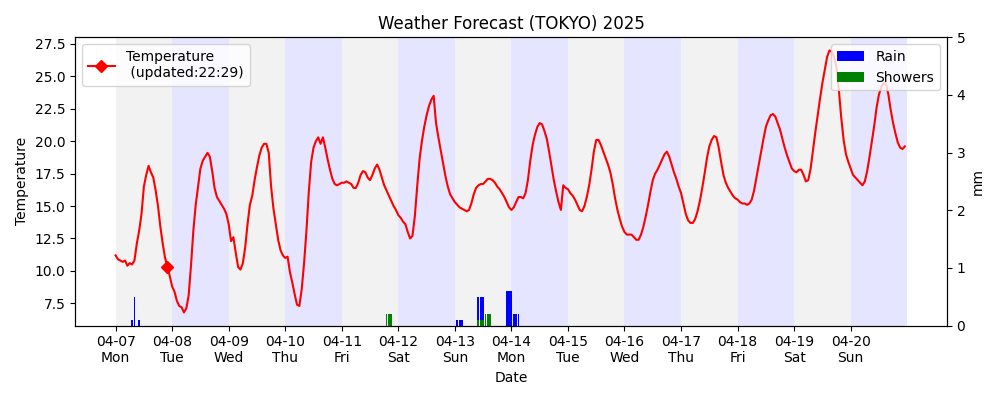 Weather Forecast (TOKYO) 2025
Temperature
(updated:22:29)
Rain
Showers
27.5
25.0
22.5
20.0
17.5
15.0
12.5
10.0
7.5
Temperature
5
4
3
2
1
0
mm
04-07 04-08 04-09 04-10 04-11 04-12 04-13 04-14 04-15 04-16 04-17 04-18 04-19 04-20
Mon Tue Wed Thu Fri Sat Sun Mon Tue Wed Thu Fri Sat Sun
Date